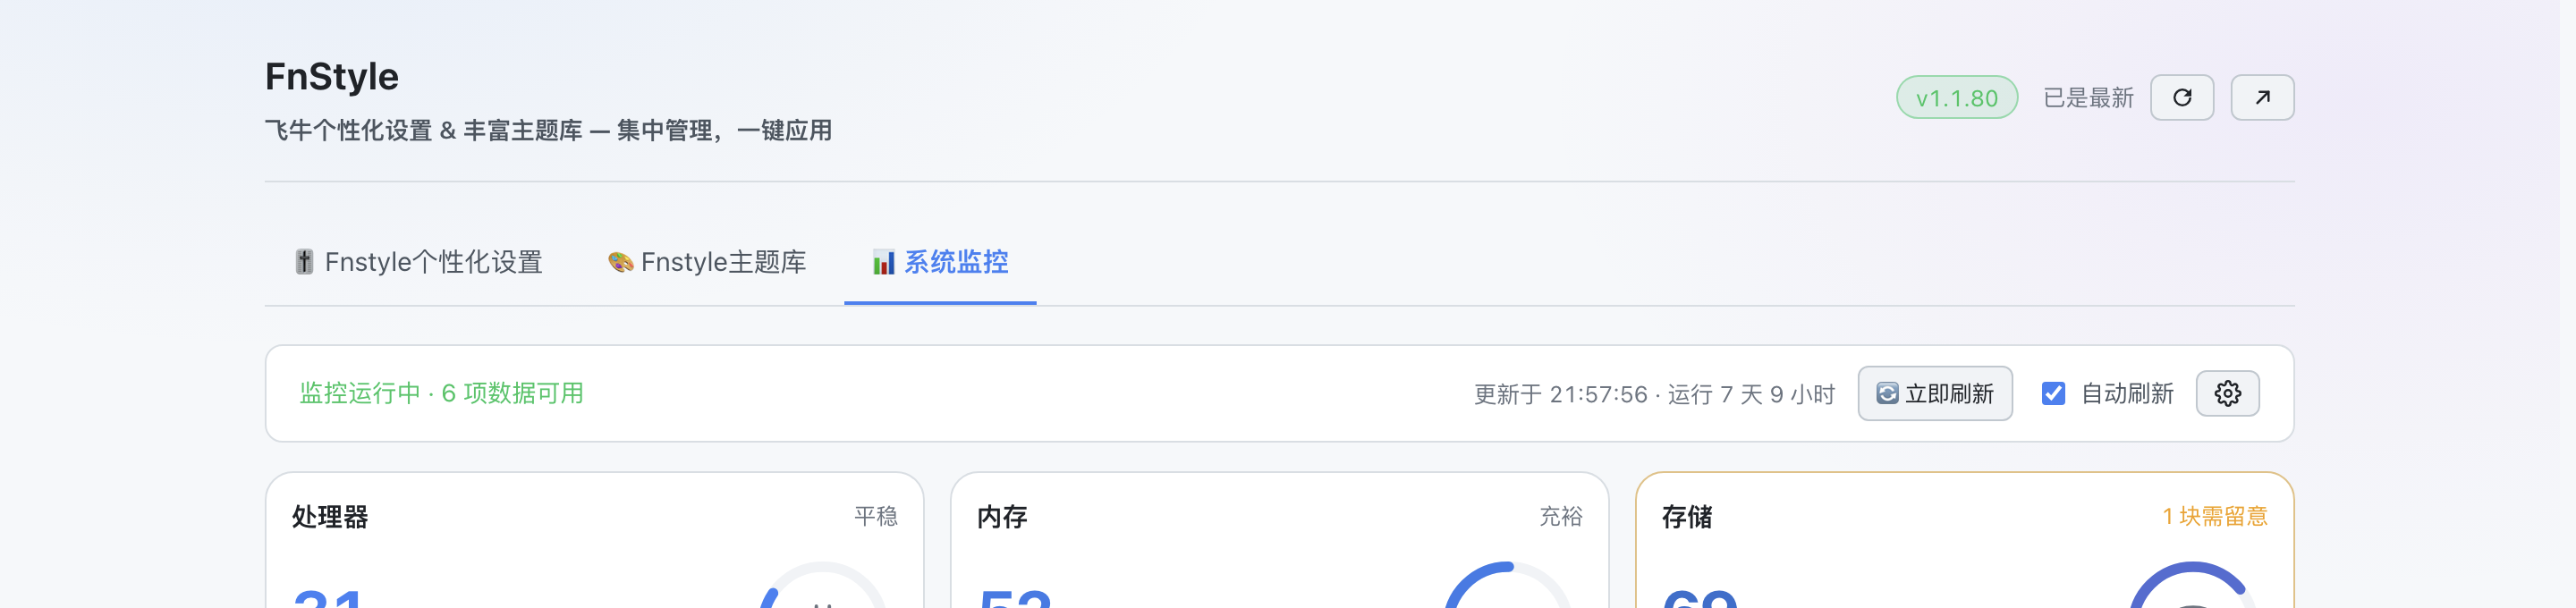 FnStyle
飞牛个性化设置 & 丰富主题库 — 集中管理，一键应用
v1.1.80 已是最新
Fnstyle个性化设置 Fnstyle主题库 系统监控
监控运行中 · 6 项数据可用 更新于 21:57:56 · 运行 7 天 9 小时 立即刷新 自动刷新
处理器 平稳 内存 充裕 存储 1 块需留意